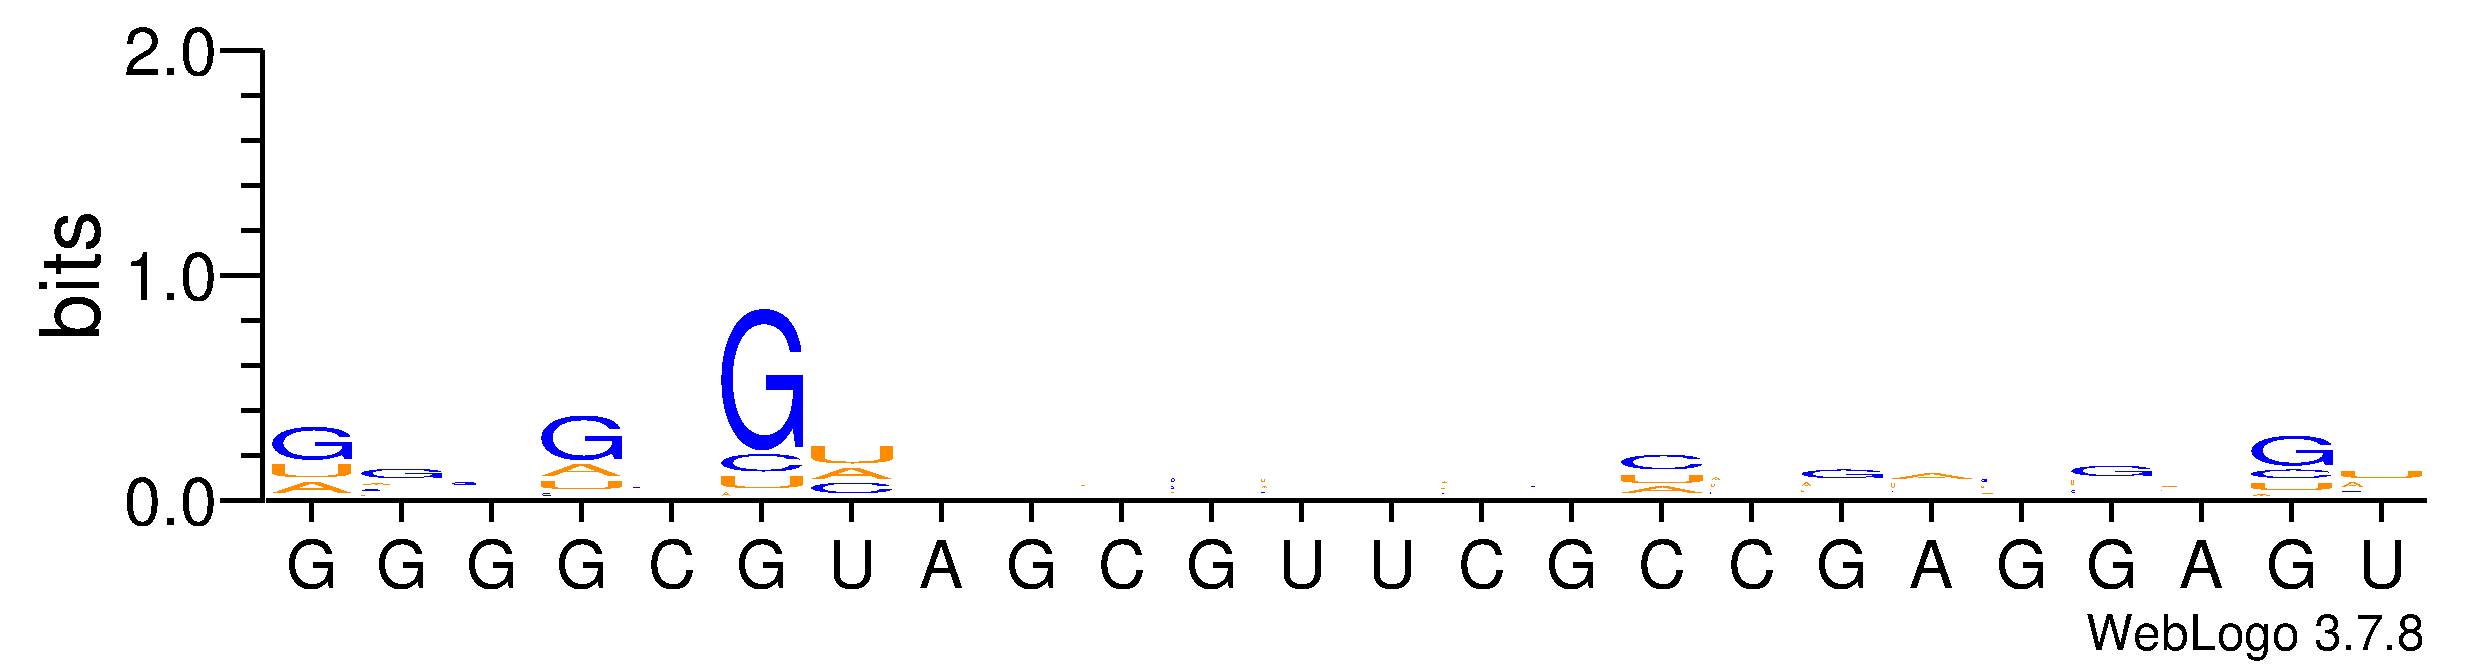 bits
2.0
1.0
0.0
G G G G C G U A G C G U U C G C C G A G G A G U
WebLogo 3.7.8